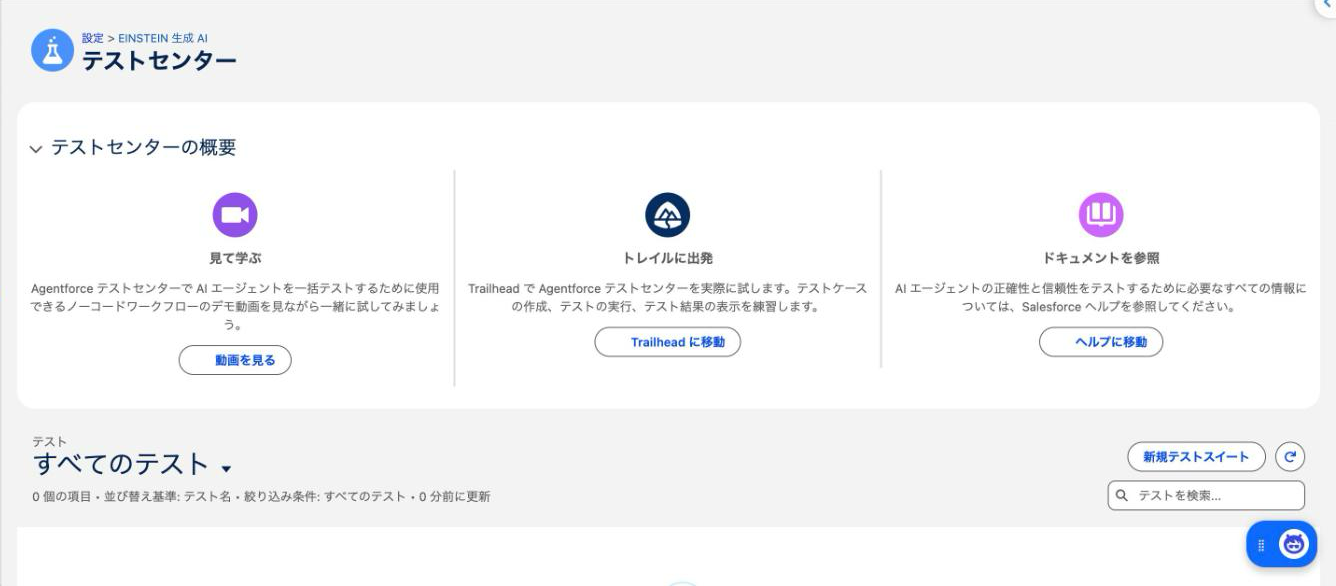 設定 > EINSTEIN 生成 AI
テストセンター
テストセンターの概要
見て学ぶ
Agentforce テストセンターで AI エージェントを一括テストするために使用
できるノーコードワークフローのデモ動画を見ながら一緒に試してみましょ
う。
動画を見る
トレイルに出発
Trailhead で Agentforce テストセンターを実際に試します。テストケース
の作成、テストの実行、テスト結果の表示を練習します。
Trailhead に移動
ドキュメントを参照
AI エージェントの正確性と信頼性をテストするために必要なすべての情報に
ついては、Salesforce ヘルプを参照してください。
ヘルプに移動
テスト
すべてのテスト
0 個の項目・並び替え基準: テスト名・絞り込み条件: すべてのテスト・0 分前に更新
新規テストスイート
テストを検索...